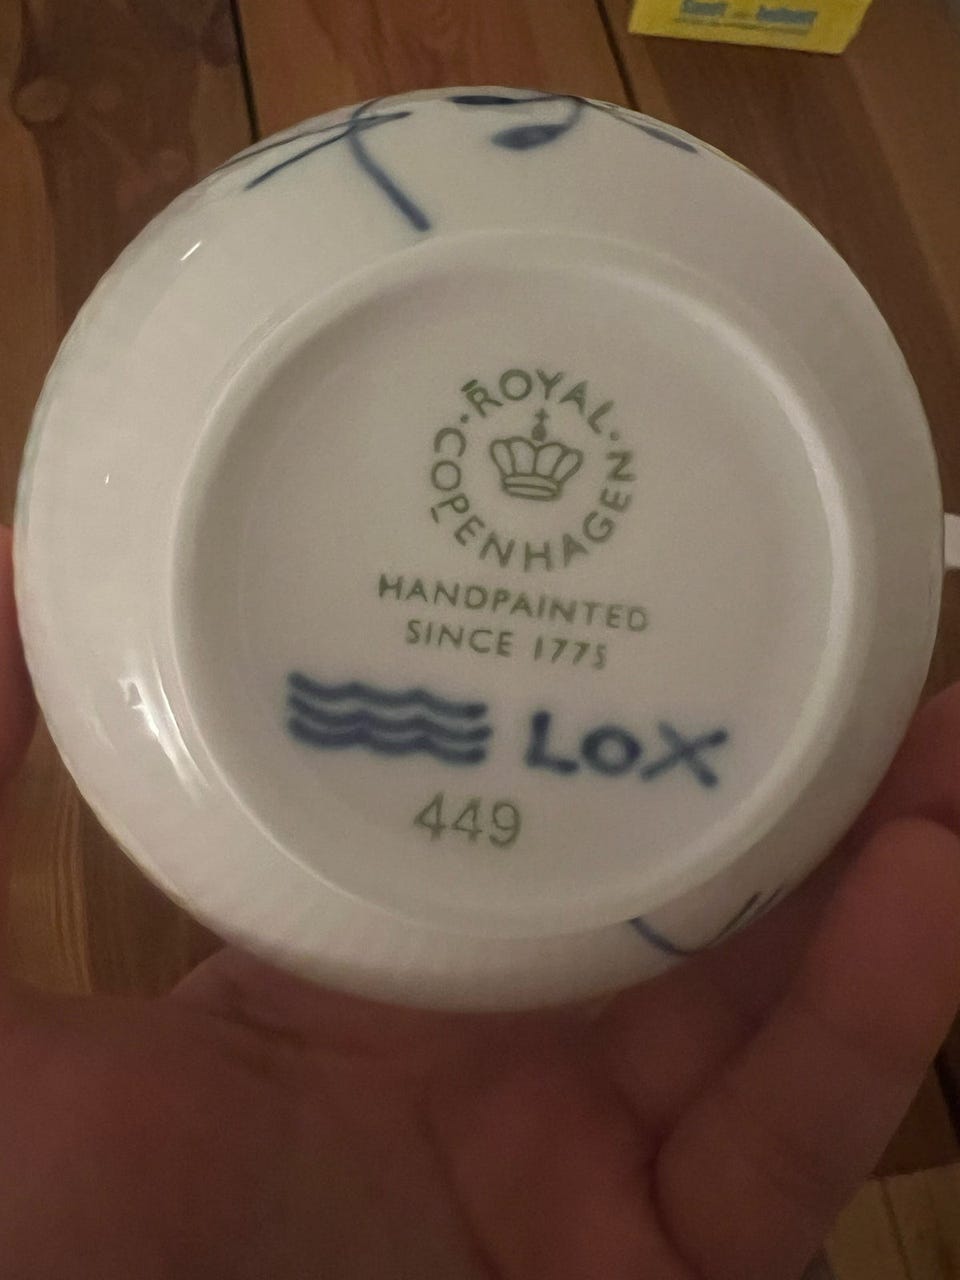 ROYAL · COPENHAGEN ·
HANDPAINTED
SINCE 1775
LOX
449